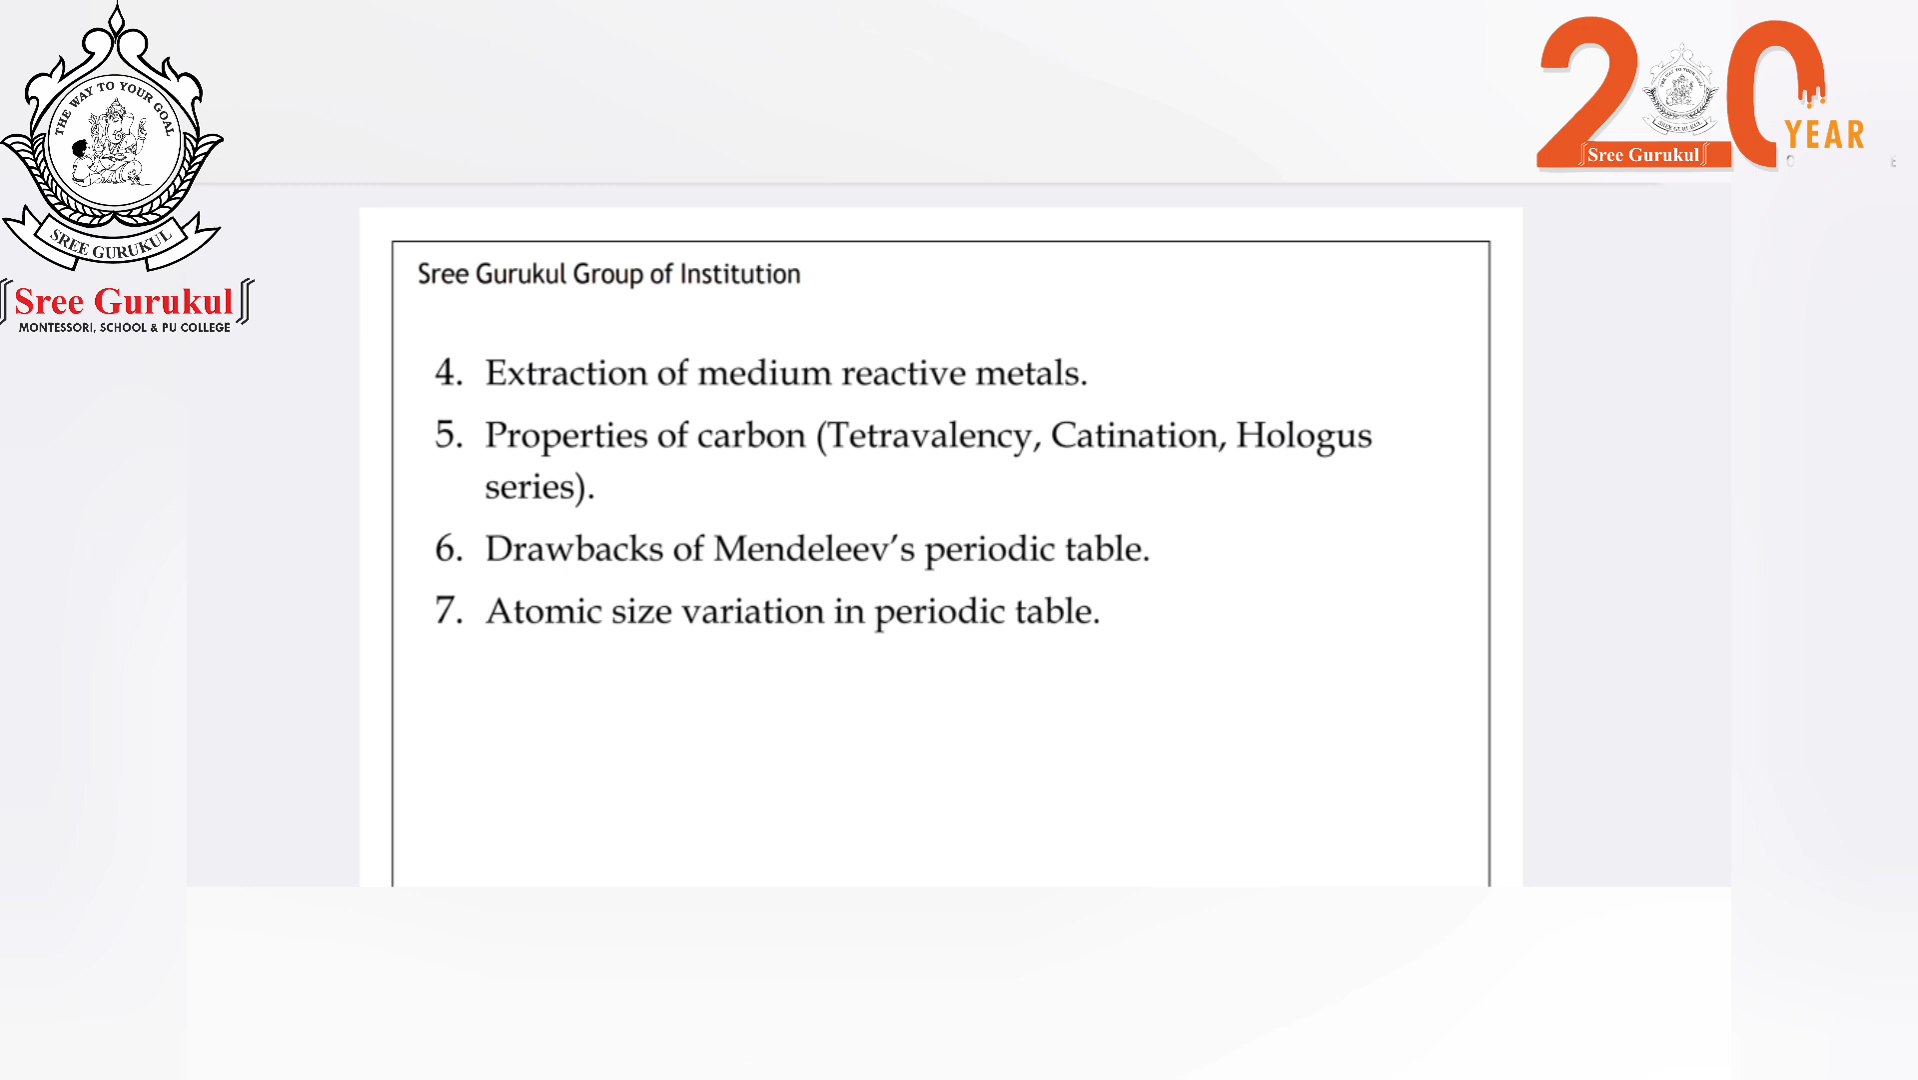 THE WAY TO YOUR GOAL
SREE GURUKUL
Sree Gurukul
MONTESSORI, SCHOOL & PU COLLEGE
20
Sree Gurukul
YEAR
Sree Gurukul Group of Institution
4. Extraction of medium reactive metals.
5. Properties of carbon (Tetravalency, Catination, Hologus
series).
6. Drawbacks of Mendeleev’s periodic table.
7. Atomic size variation in periodic table.